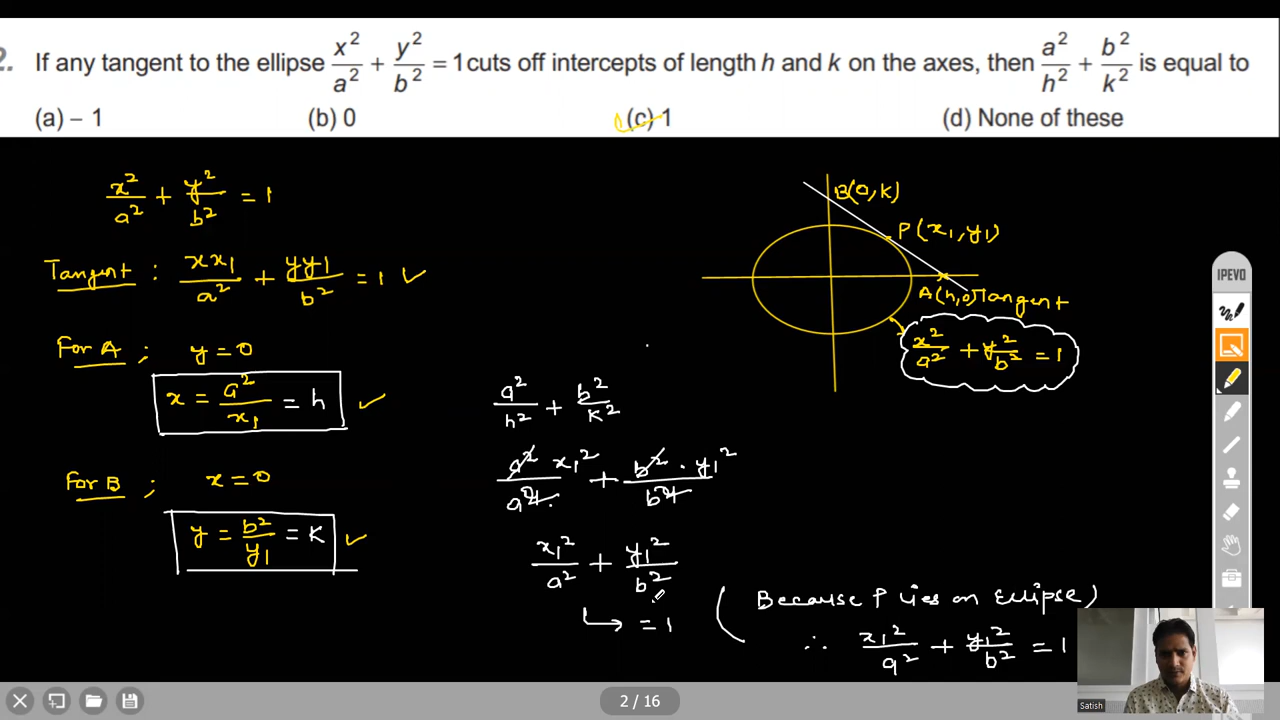 2. If any tangent to the ellipse x²/a² + y²/b² = 1 cuts off intercepts of length h and k on the axes, then a²/h² + b²/k² is equal to
(a) – 1 (b) 0 (c) 1 (d) None of these
x²/a² + y²/b² = 1
Tangent : xx₁/a² + yy₁/b² = 1 ✓
For A ; y = 0
x = a²/x₁ = h ✓
For B ; x = 0
y = b²/y₁ = k ✓
a²/h² + b²/k²
a² x₁²/a⁴ + b² · y₁²/b⁴
x₁²/a² + y₁²/b²
↳ = 1
(Because P lies on Ellipse)
∴ x₁²/a² + y₁²/b² = 1
B(0, k)
P(x₁, y₁)
A(h, 0) Tangent
x²/a² + y²/b² = 1
IPEVO
2 / 16
Satish